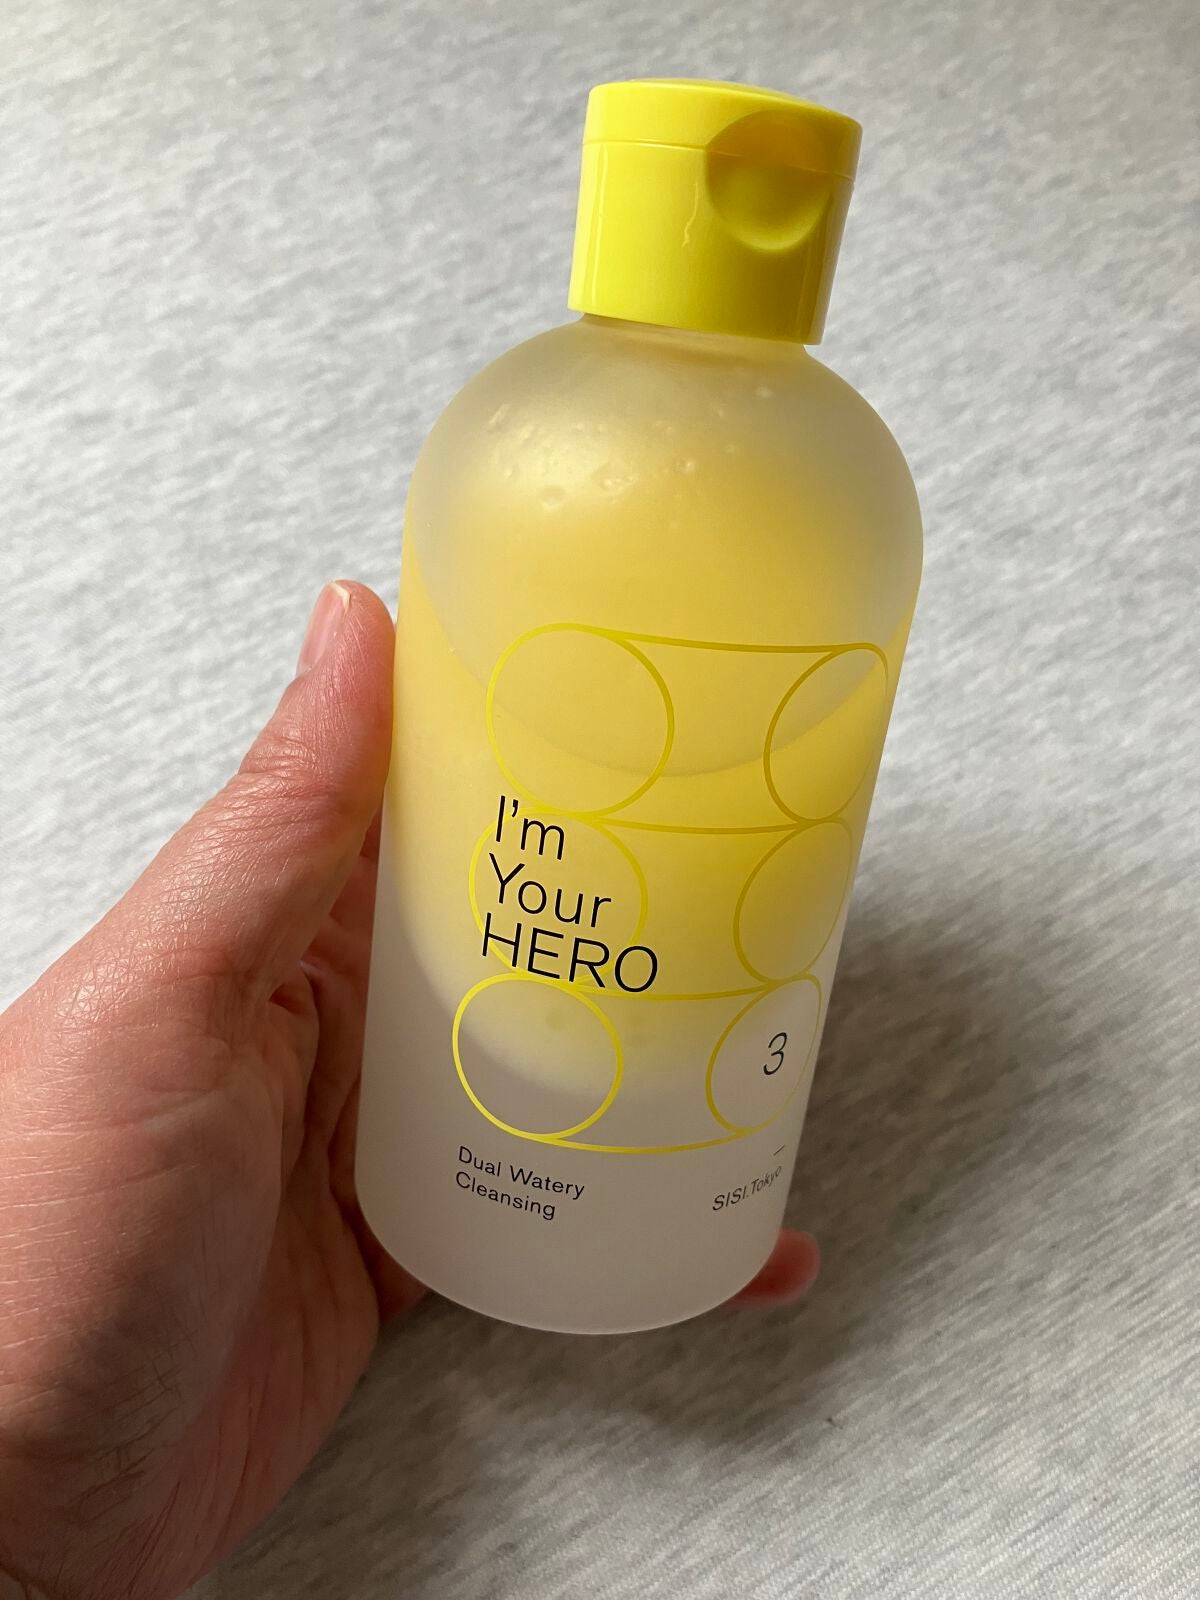 I'm
Your
HERO
3
Dual Watery
Cleansing
SISI.Tokyo